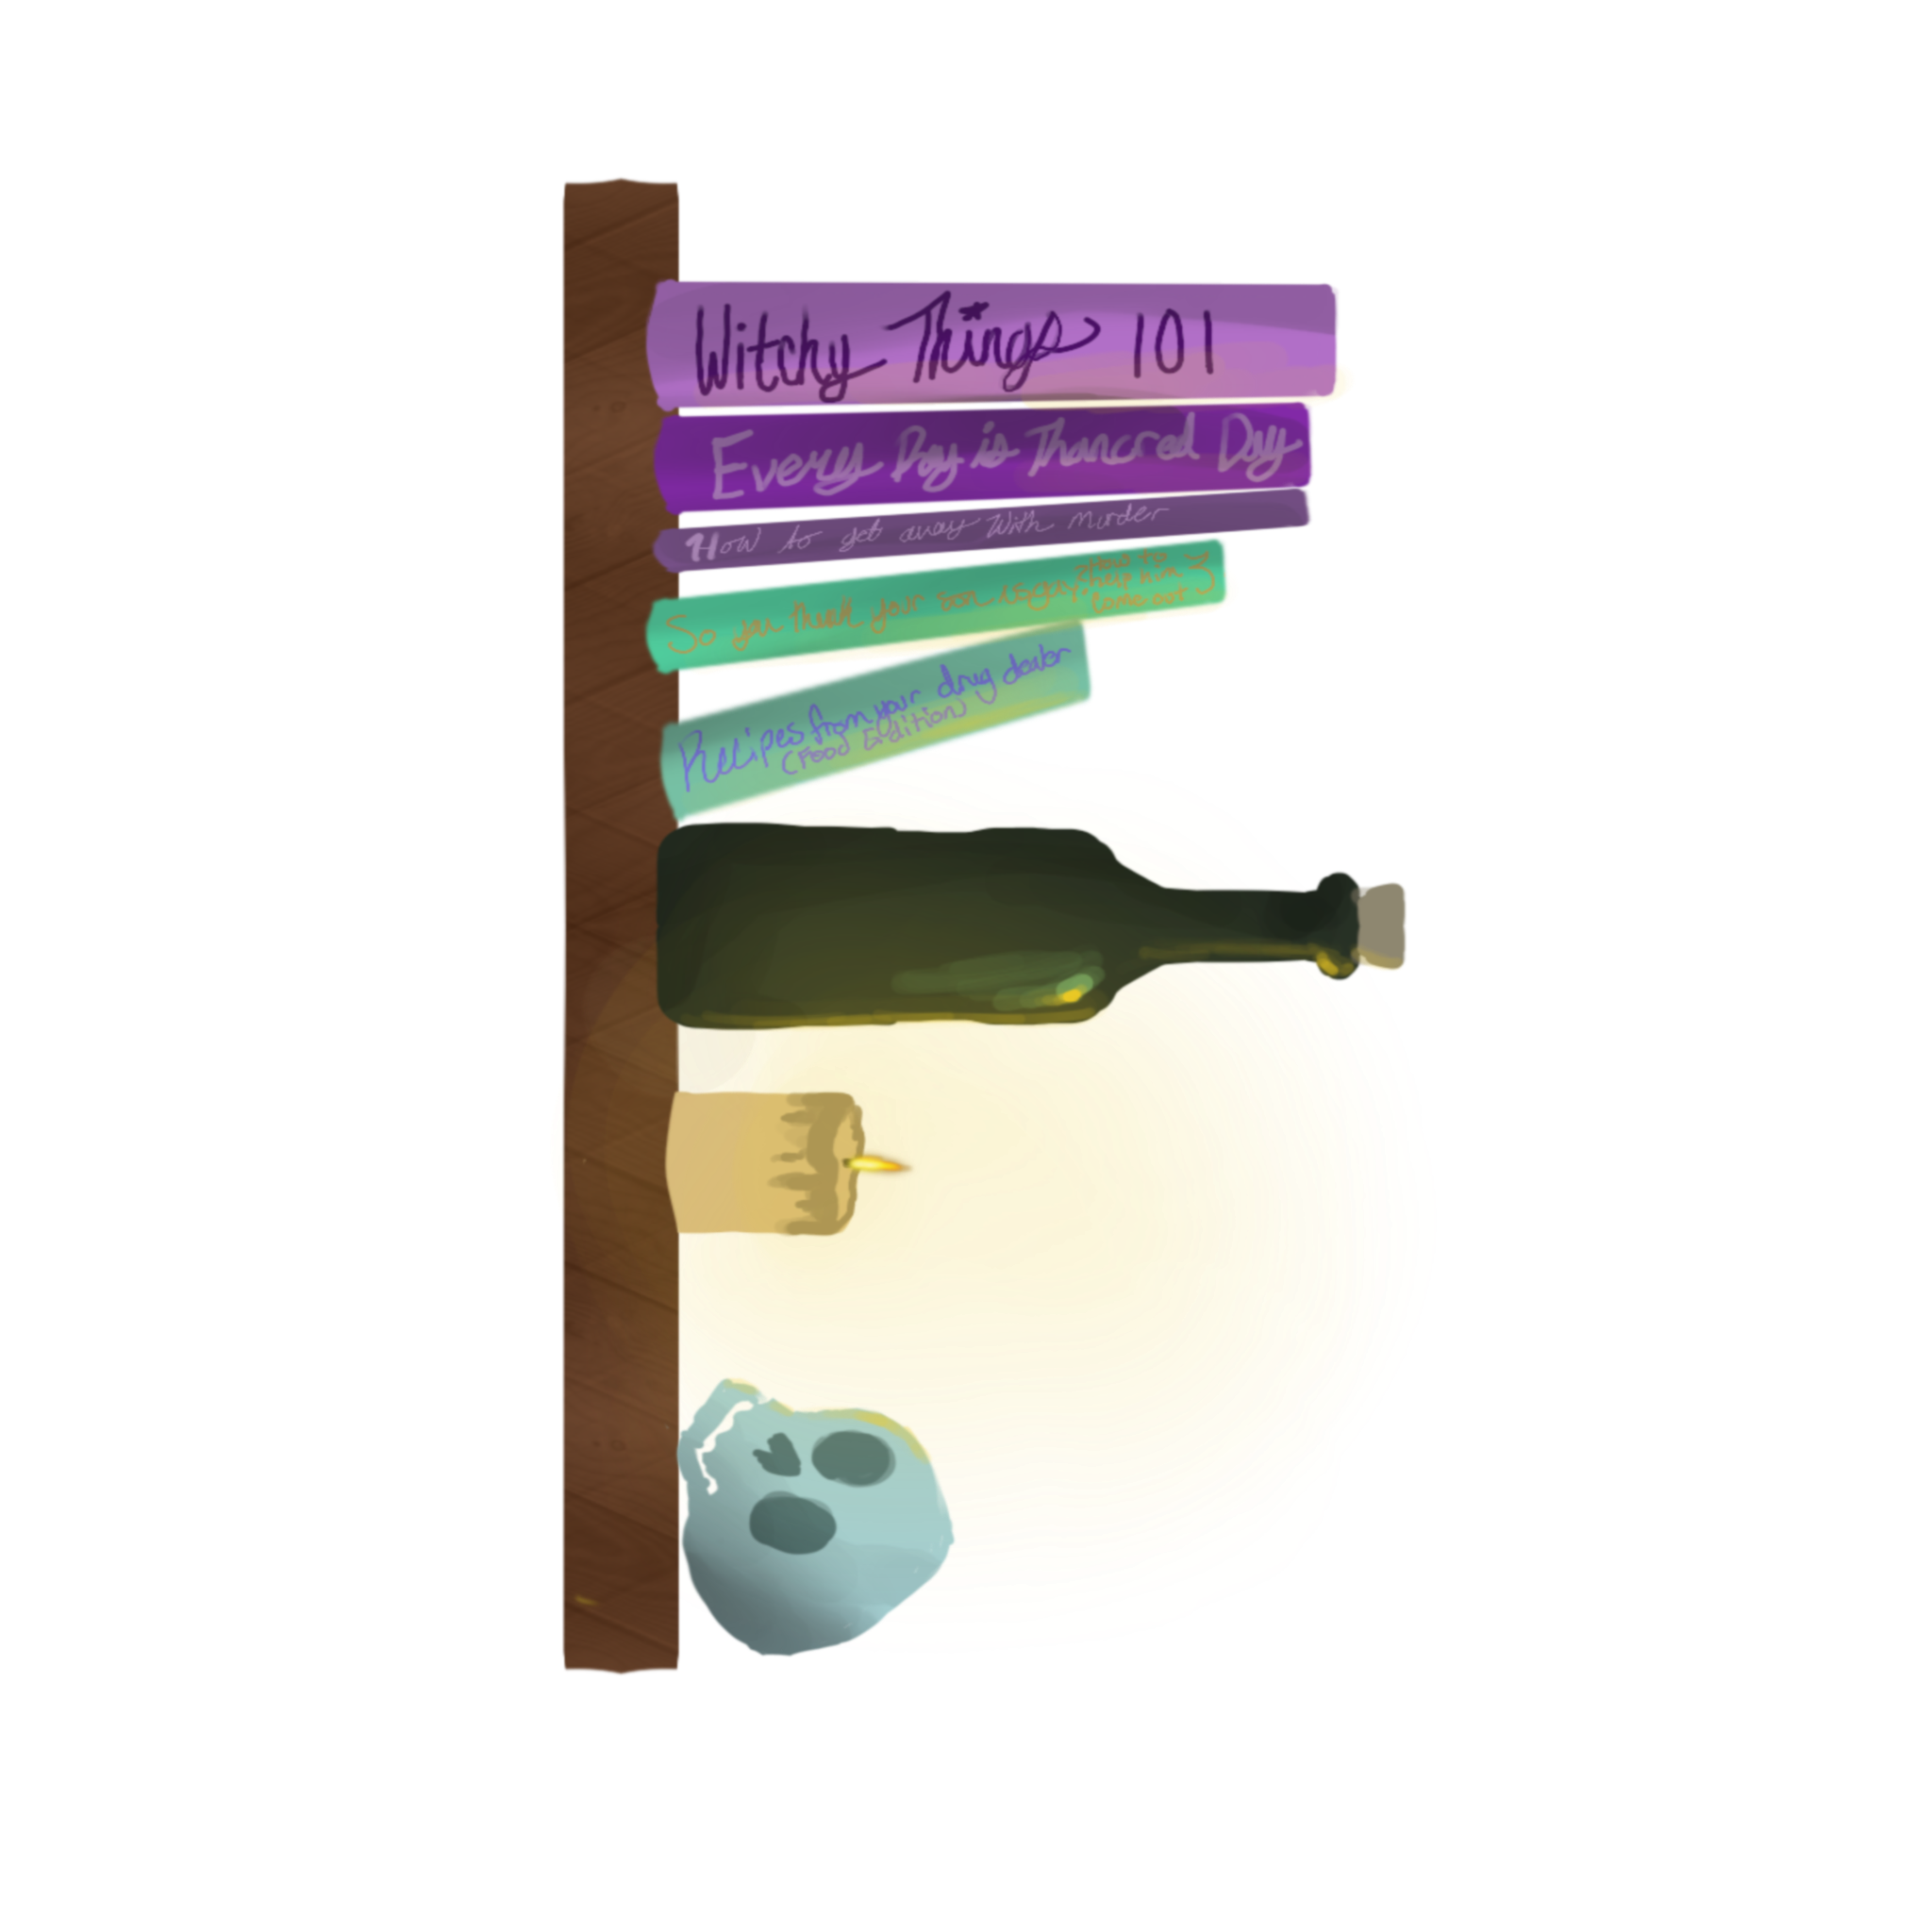 Witchy Things 101
Every Day is Thancred Day
How to get away With murder
So you think your son is gay?
How to
help him
come out
Recipes from your drug dealer
(Food Edition)